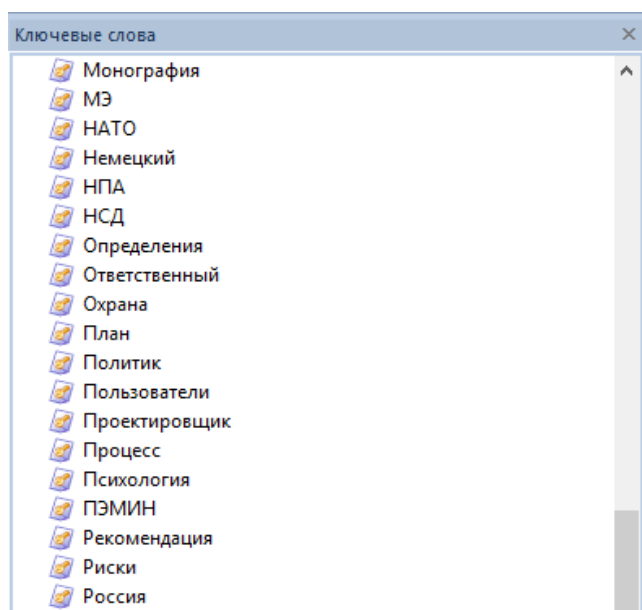 Ключевые слова
Монография
МЭ
НАТО
Немецкий
НПА
НСД
Определения
Ответственный
Охрана
План
Политик
Пользователи
Проектировщик
Процесс
Психология
ПЭМИН
Рекомендация
Риски
Россия